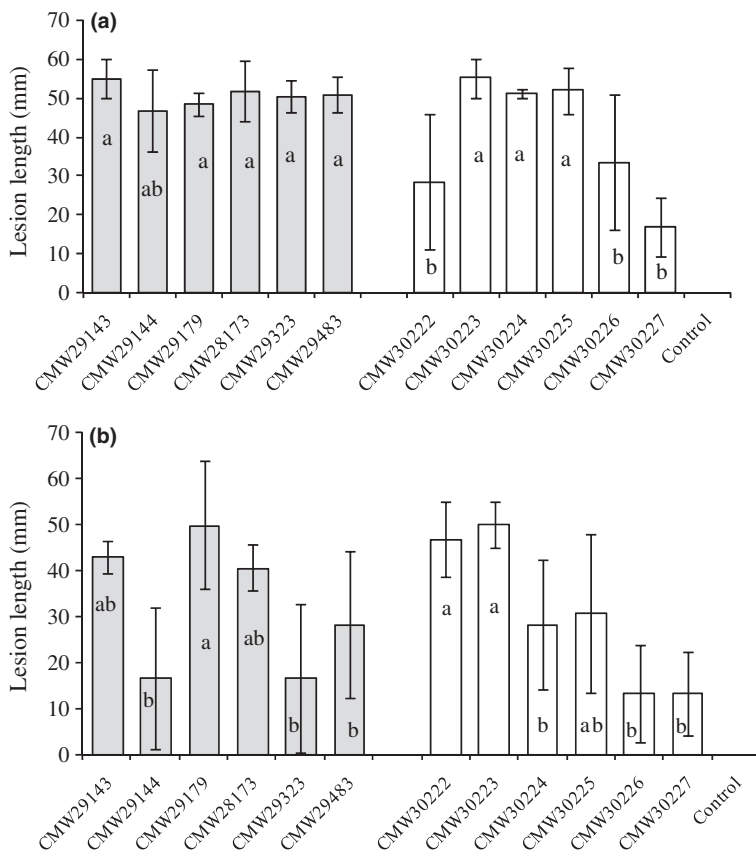 (a)
Lesion length (mm)
70
60
50
40
30
20
10
0
a
ab
a
a
a
a
b
a
a
a
b
b
CMW29143
CMW29144
CMW29179
CMW28173
CMW29323
CMW29483
CMW30222
CMW30223
CMW30224
CMW30225
CMW30226
CMW30227
Control
(b)
Lesion length (mm)
70
60
50
40
30
20
10
0
ab
b
a
ab
b
b
a
a
b
ab
b
b
CMW29143
CMW29144
CMW29179
CMW28173
CMW29323
CMW29483
CMW30222
CMW30223
CMW30224
CMW30225
CMW30226
CMW30227
Control